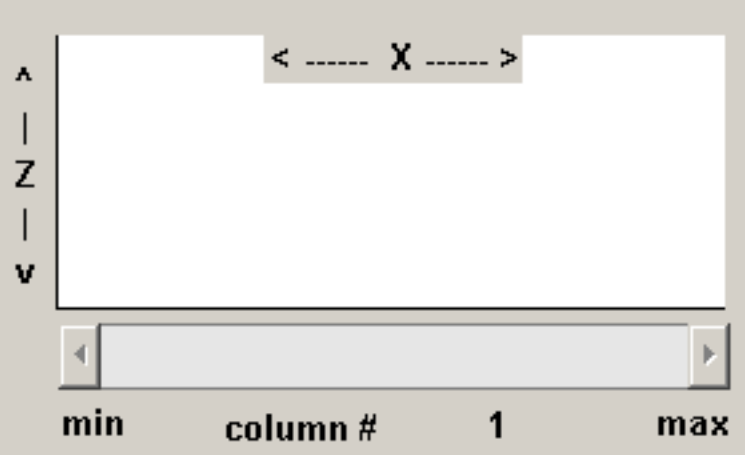 < ------ X ------ >
^
|
Z
|
v
min column # 1 max